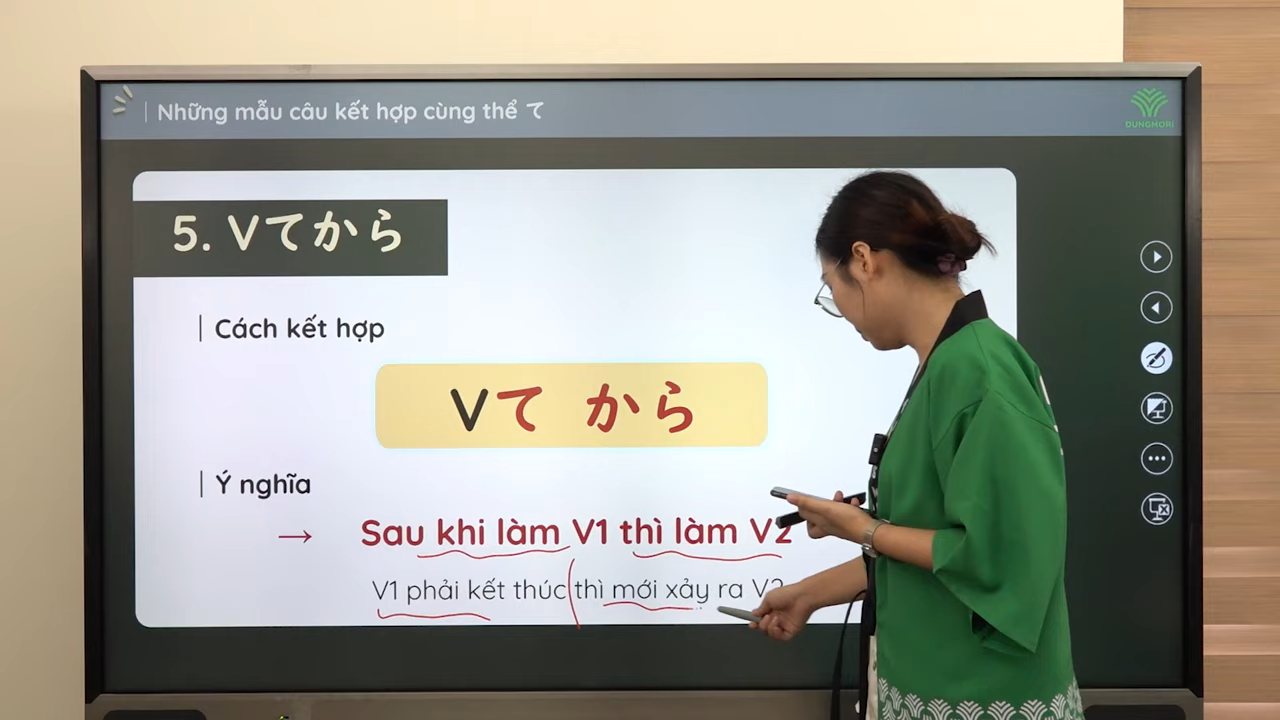 Những mẫu câu kết hợp cùng thể て
DUNGMORI
5. Vてから
Cách kết hợp
Vて から
Ý nghĩa
→ Sau khi làm V1 thì làm V2
V1 phải kết thúc thì mới xảy ra V2